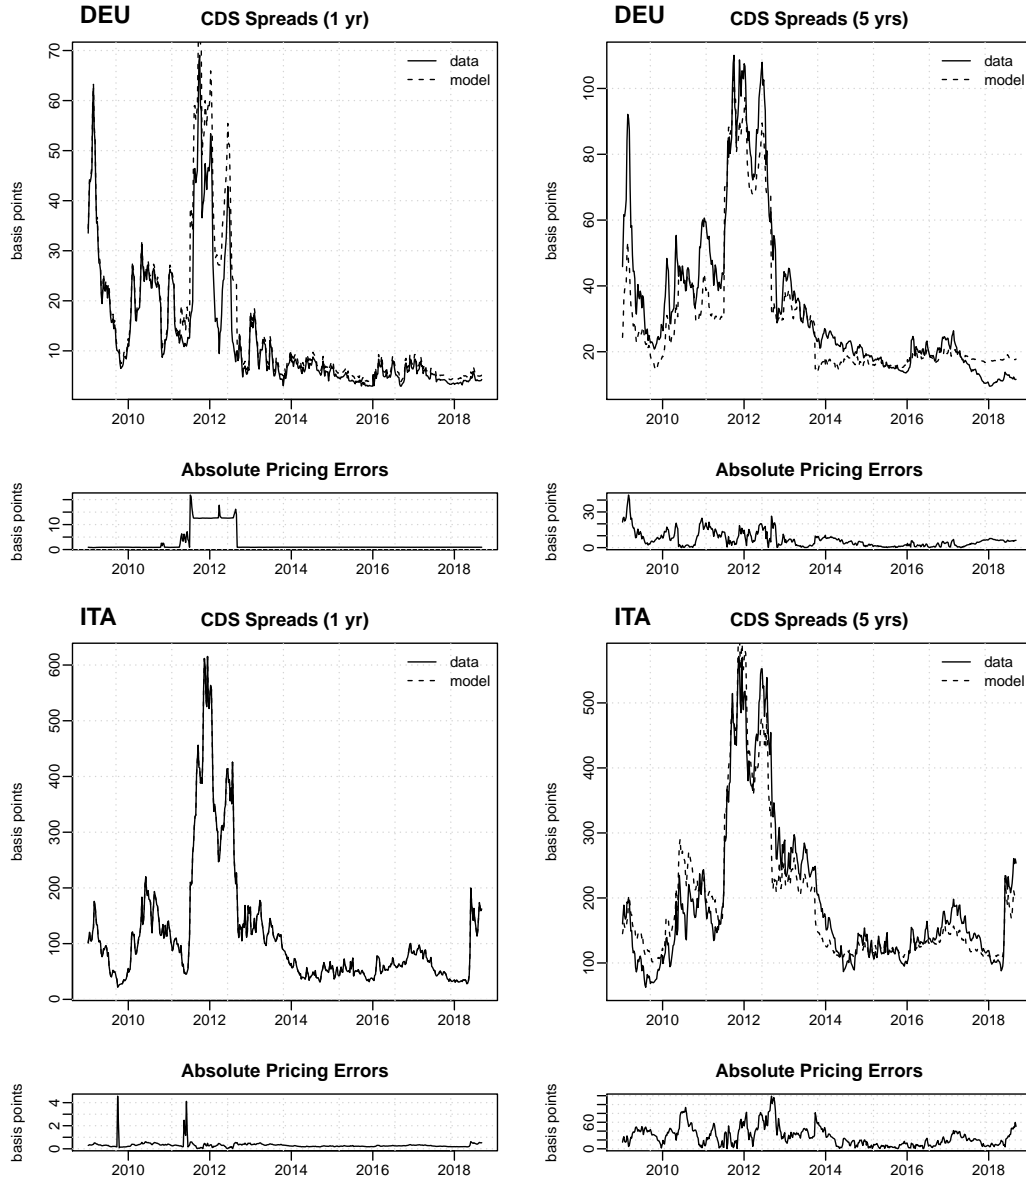 DEU
CDS Spreads (1 yr)
basis points
70
60
50
40
30
20
10
data
model
2010 2012 2014 2016 2018
Absolute Pricing Errors
basis points
10
0
2010 2012 2014 2016 2018
DEU
CDS Spreads (5 yrs)
basis points
100
80
60
40
20
data
model
2010 2012 2014 2016 2018
Absolute Pricing Errors
basis points
30
0
2010 2012 2014 2016 2018
ITA
CDS Spreads (1 yr)
basis points
600
500
400
300
200
100
0
data
model
2010 2012 2014 2016 2018
Absolute Pricing Errors
basis points
4
2
0
2010 2012 2014 2016 2018
ITA
CDS Spreads (5 yrs)
basis points
500
400
300
200
100
data
model
2010 2012 2014 2016 2018
Absolute Pricing Errors
basis points
60
0
2010 2012 2014 2016 2018